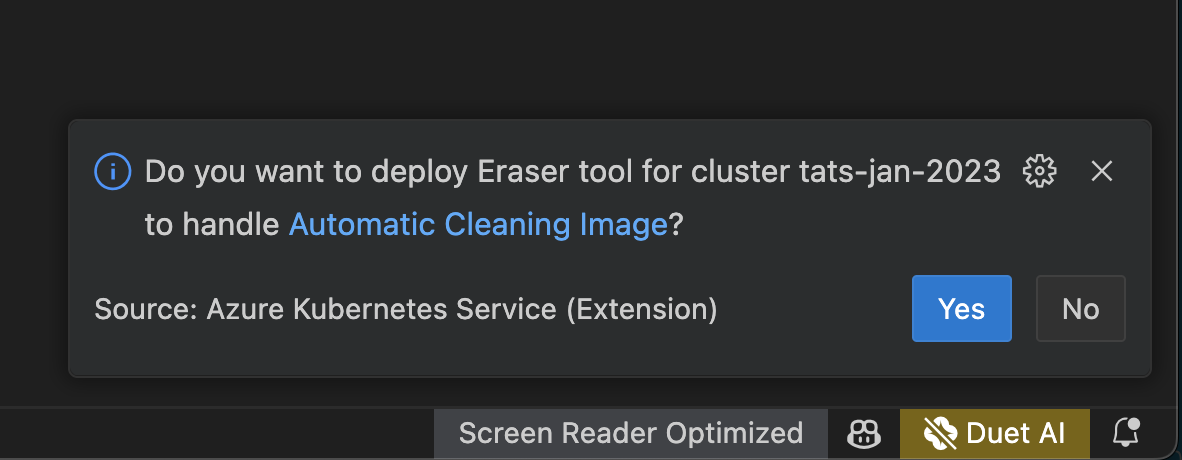 Do you want to deploy Eraser tool for cluster tats-jan-2023
to handle Automatic Cleaning Image?
Source: Azure Kubernetes Service (Extension)
Yes
No
Screen Reader Optimized
Duet AI